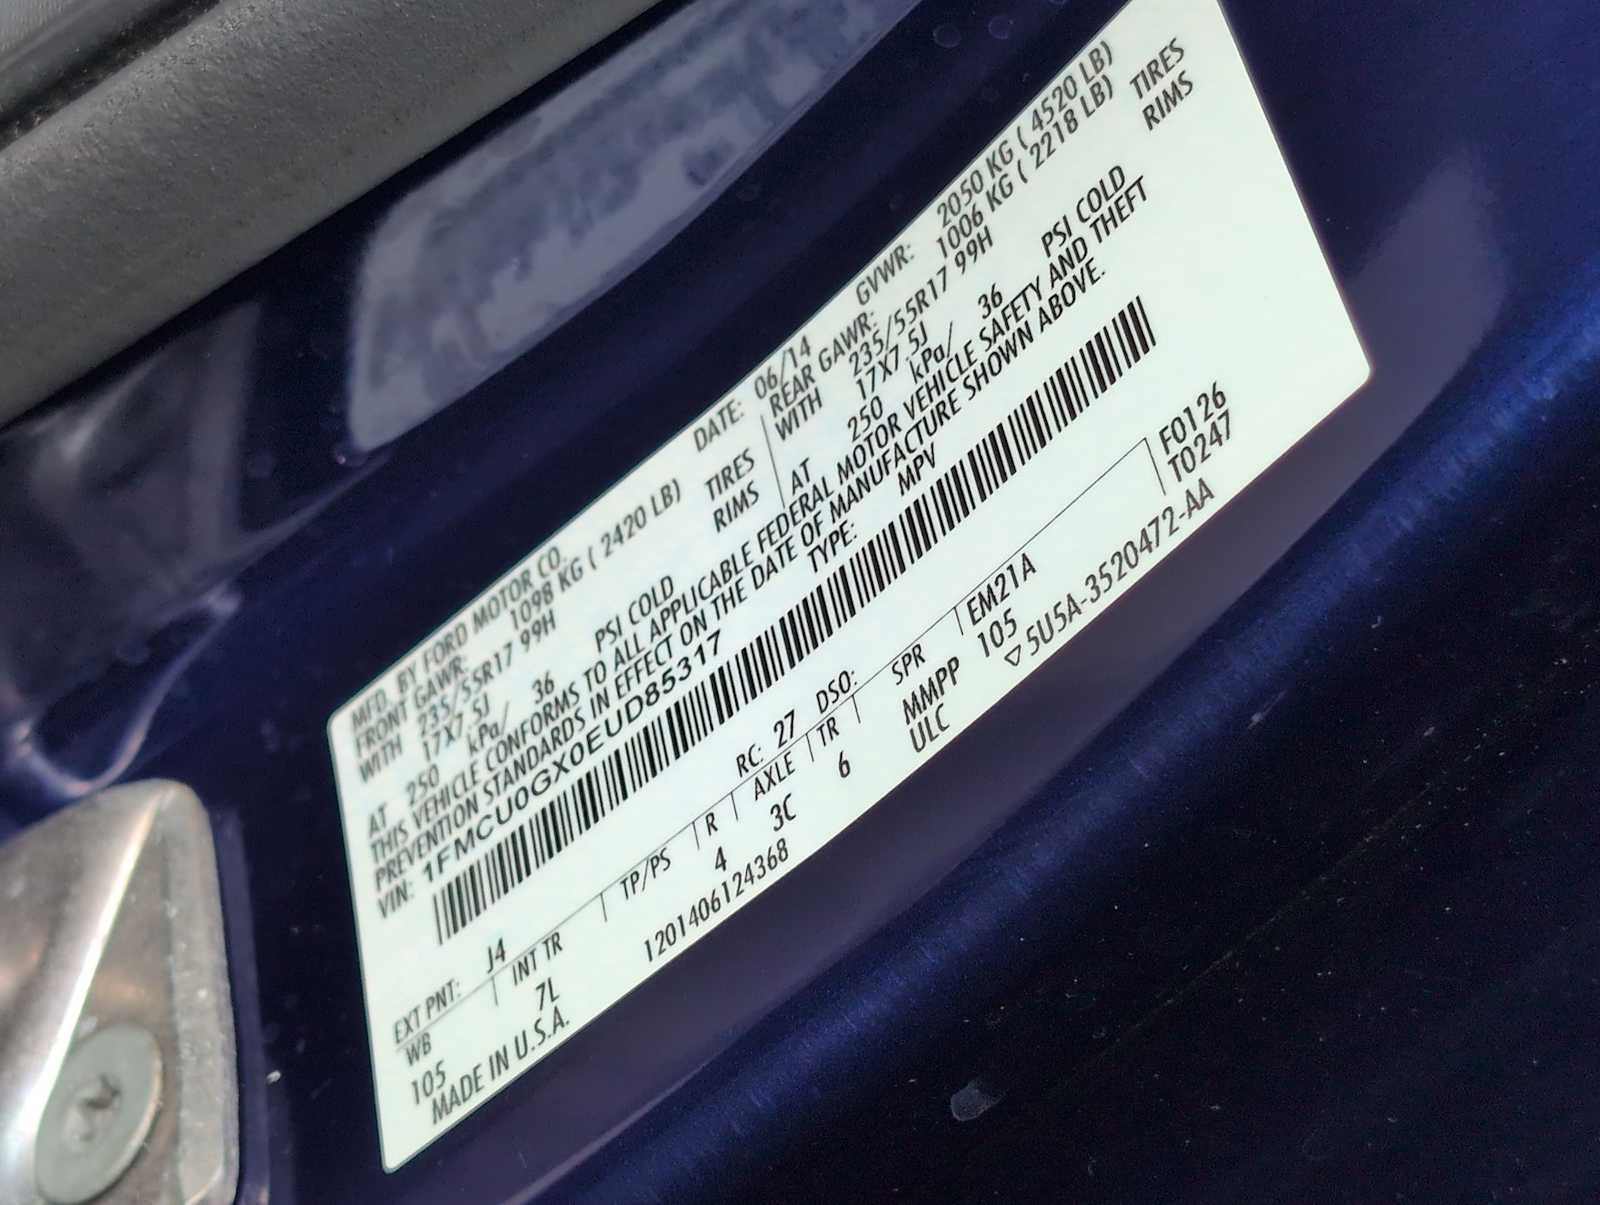 MFD. BY FORD MOTOR CO. DATE: 06/14 GVWR: 2050 KG ( 4520 LB)
FRONT GAWR: 1098 KG ( 2420 LB) REAR GAWR: 1006 KG ( 2218 LB)
WITH 235/55R17 99H TIRES WITH 235/55R17 99H TIRES
17X7.5J RIMS 17X7.5J RIMS
AT 250 kPa/ 36 PSI COLD AT 250 kPa/ 36 PSI COLD
THIS VEHICLE CONFORMS TO ALL APPLICABLE FEDERAL MOTOR VEHICLE SAFETY AND THEFT
PREVENTION STANDARDS IN EFFECT ON THE DATE OF MANUFACTURE SHOWN ABOVE.
VIN: 1FMCU0GX0EUD85317 TYPE: MPV
F0126
T0247
EXT PNT: J4 RC: 27 DSO:
WB INT TR TP/PS R AXLE TR SPR EM21A
105 7L 4 3C 6 MMPP 105
MADE IN U.S.A. 1201406124368 ULC ▽5U5A-3520472-AA